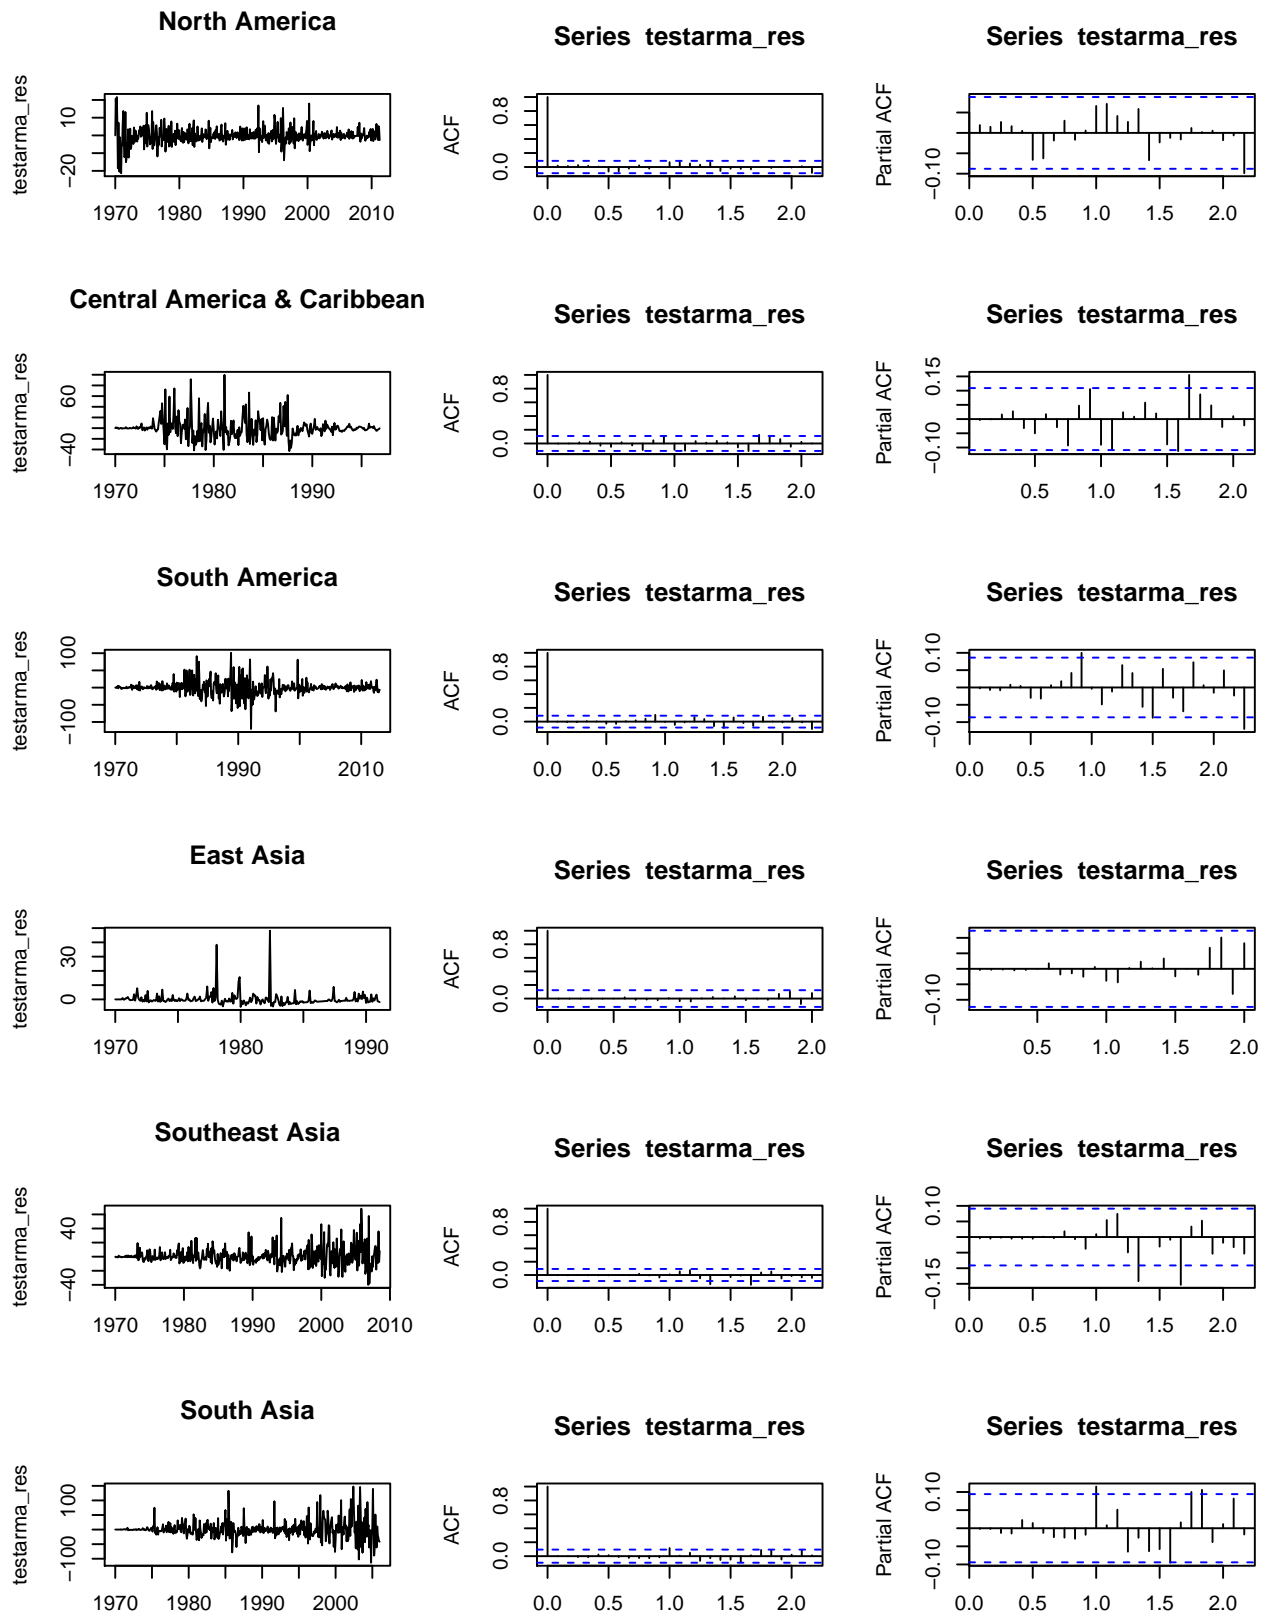 North America
Series testarma_res
Series testarma_res
testarma_res
−20 10
1970 1980 1990 2000 2010
ACF
0.0 0.8
0.0 0.5 1.0 1.5 2.0
Partial ACF
−0.10
0.0 0.5 1.0 1.5 2.0
Central America & Caribbean
Series testarma_res
Series testarma_res
testarma_res
−40 60
1970 1980 1990
ACF
0.0 0.8
0.0 0.5 1.0 1.5 2.0
Partial ACF
−0.10 0.15
0.5 1.0 1.5 2.0
South America
Series testarma_res
Series testarma_res
testarma_res
−100 100
1970 1990 2010
ACF
0.0 0.8
0.0 0.5 1.0 1.5 2.0
Partial ACF
−0.10 0.10
0.0 0.5 1.0 1.5 2.0
East Asia
Series testarma_res
Series testarma_res
testarma_res
0 30
1970 1980 1990
ACF
0.0 0.8
0.0 0.5 1.0 1.5 2.0
Partial ACF
−0.10
0.5 1.0 1.5 2.0
Southeast Asia
Series testarma_res
Series testarma_res
testarma_res
−40 40
1970 1980 1990 2000 2010
ACF
0.0 0.8
0.0 0.5 1.0 1.5 2.0
Partial ACF
−0.15 0.10
0.0 0.5 1.0 1.5 2.0
South Asia
Series testarma_res
Series testarma_res
testarma_res
−100 100
1970 1980 1990 2000
ACF
0.0 0.8
0.0 0.5 1.0 1.5 2.0
Partial ACF
−0.10 0.10
0.0 0.5 1.0 1.5 2.0